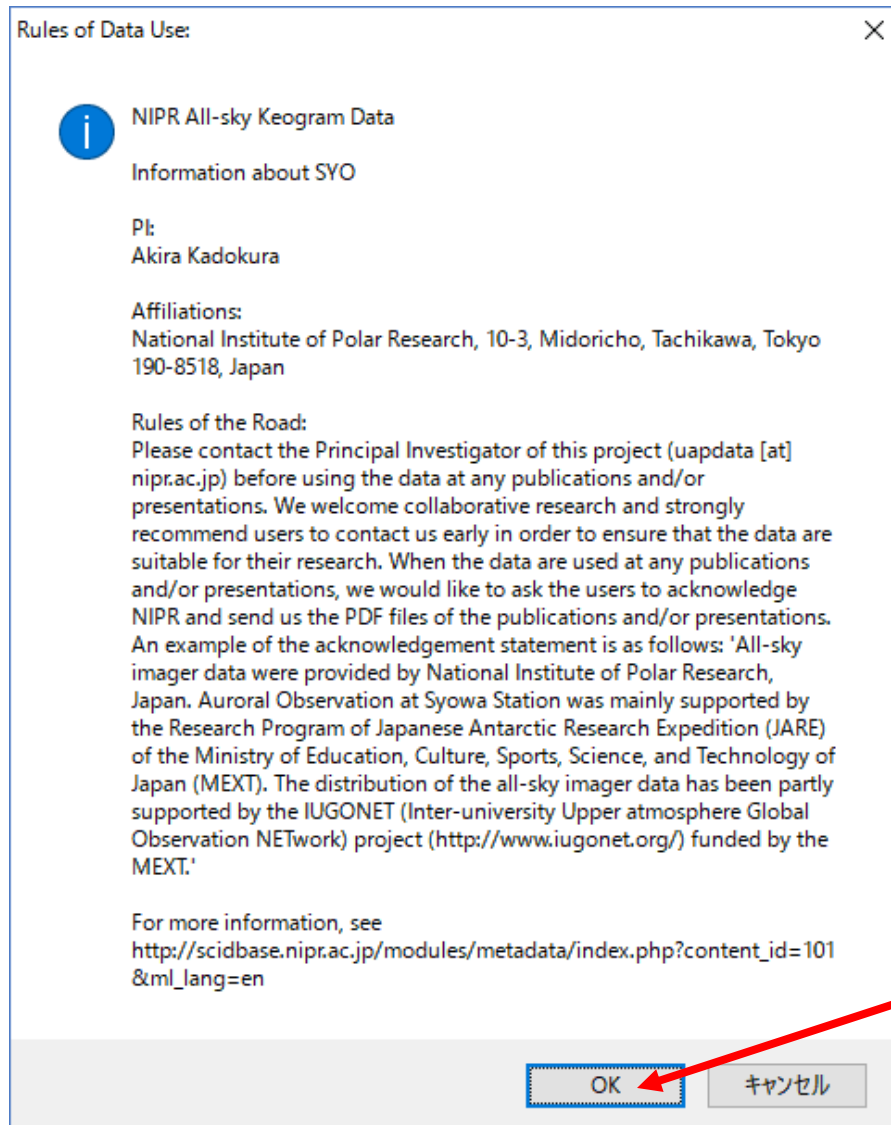 Rules of Data Use:
NIPR All-sky Keogram Data
Information about SYO
PI:
Akira Kadokura
Affiliations:
National Institute of Polar Research, 10-3, Midoricho, Tachikawa, Tokyo
190-8518, Japan
Rules of the Road:
Please contact the Principal Investigator of this project (uapdata [at]
nipr.ac.jp) before using the data at any publications and/or
presentations. We welcome collaborative research and strongly
recommend users to contact us early in order to ensure that the data are
suitable for their research. When the data are used at any publications
and/or presentations, we would like to ask the users to acknowledge
NIPR and send us the PDF files of the publications and/or presentations.
An example of the acknowledgement statement is as follows: 'All-sky
imager data were provided by National Institute of Polar Research,
Japan. Auroral Observation at Syowa Station was mainly supported by
the Research Program of Japanese Antarctic Research Expedition (JARE)
of the Ministry of Education, Culture, Sports, Science, and Technology of
Japan (MEXT). The distribution of the all-sky imager data has been partly
supported by the IUGONET (Inter-university Upper atmosphere Global
Observation NETwork) project (http://www.iugonet.org/) funded by the
MEXT.'
For more information, see
http://scidbase.nipr.ac.jp/modules/metadata/index.php?content_id=101
&ml_lang=en
OK キャンセル